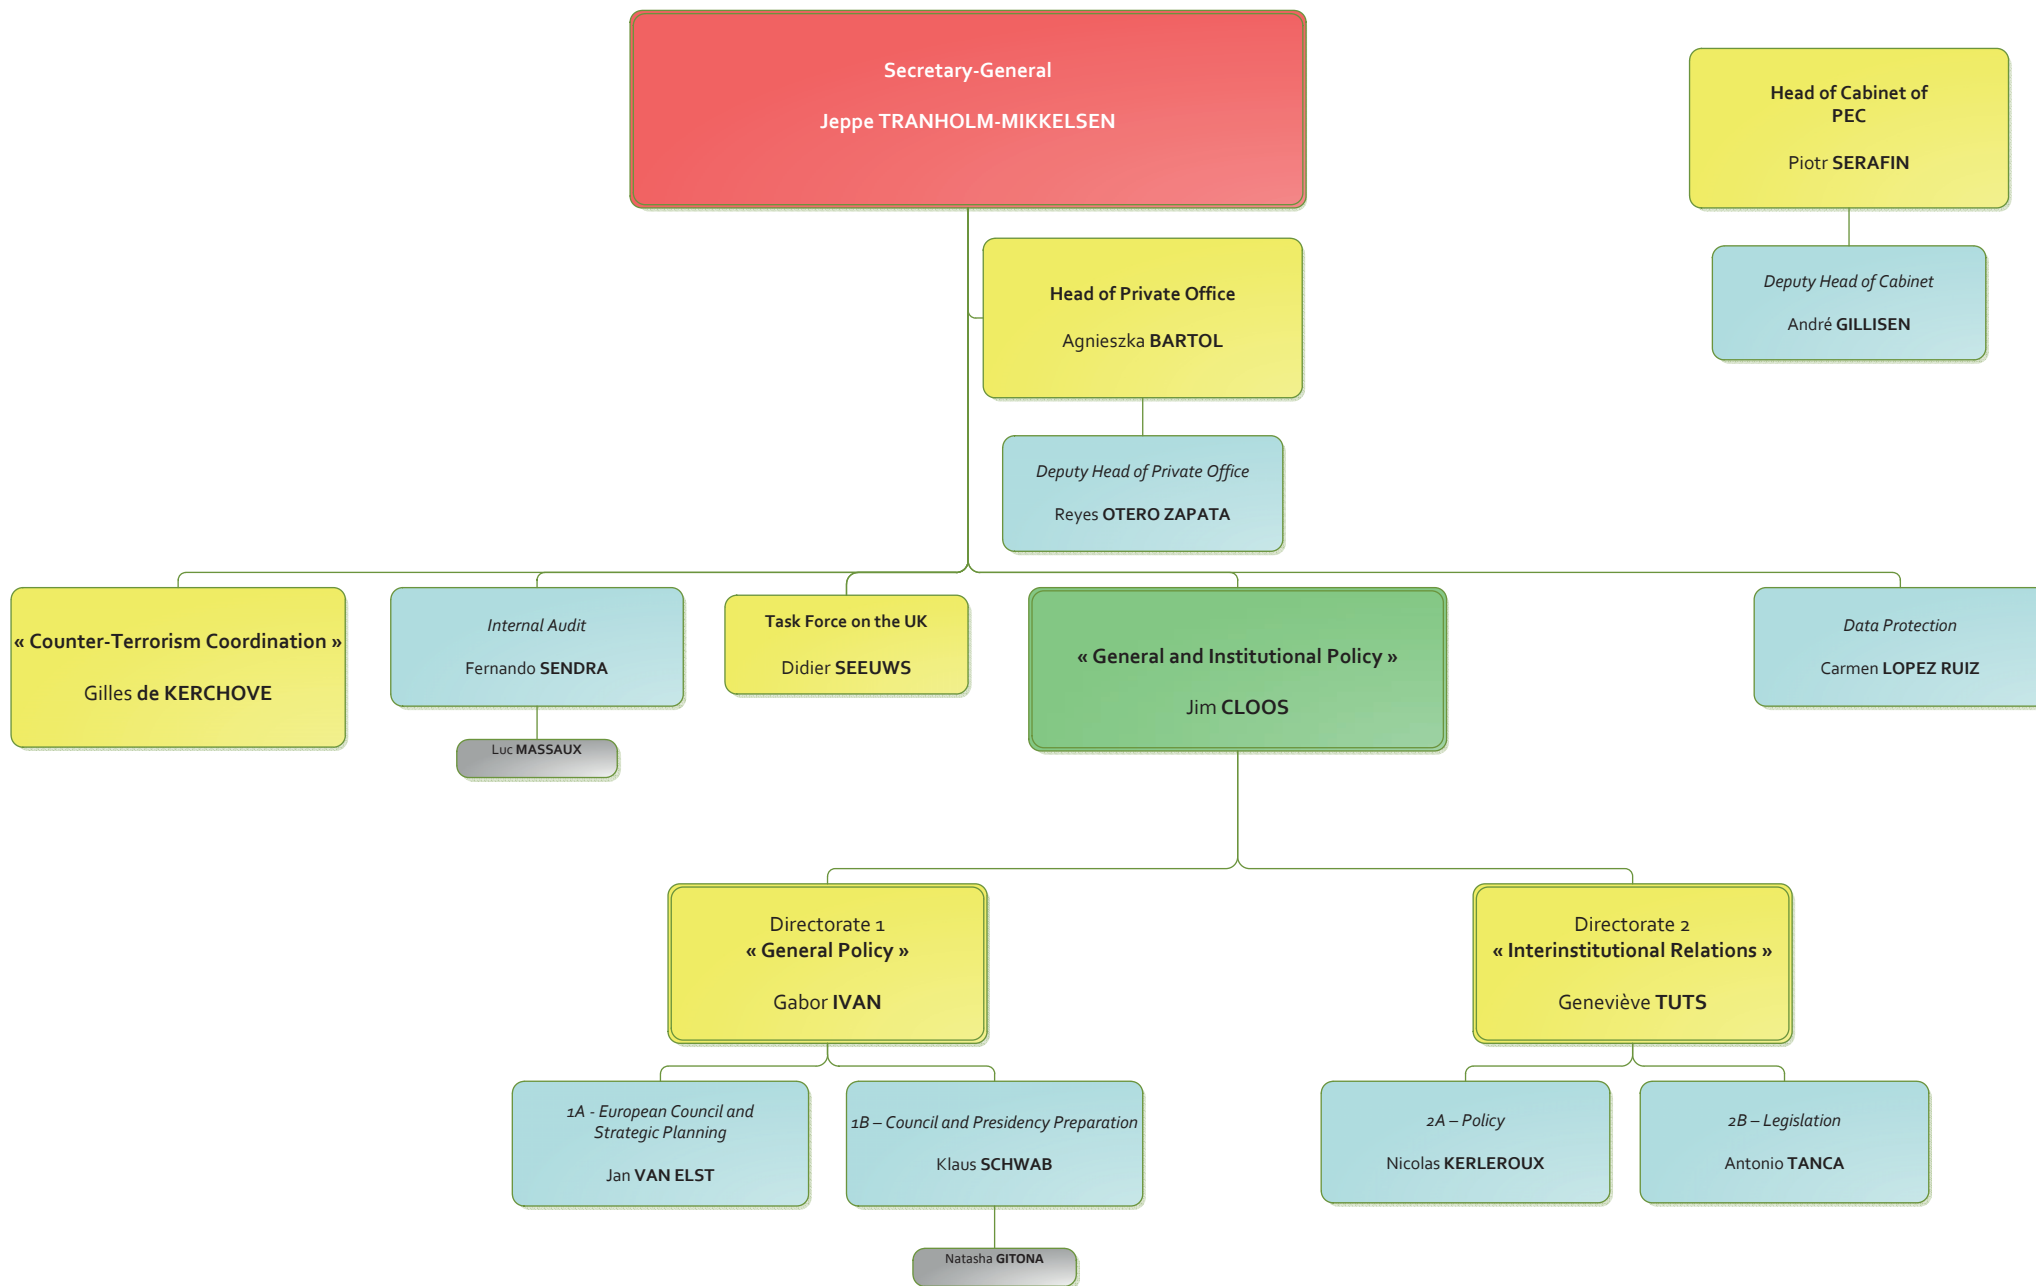 Secretary-General
Jeppe TRANHOLM-MIKKELSEN
Head of Cabinet of
PEC
Piotr SERAFIN
Deputy Head of Cabinet
André GILLISEN
Head of Private Office
Agnieszka BARTOL
Deputy Head of Private Office
Reyes OTERO ZAPATA
« Counter-Terrorism Coordination »
Gilles de KERCHOVE
Internal Audit
Fernando SENDRA
Luc MASSAUX
Task Force on the UK
Didier SEEUWS
« General and Institutional Policy »
Jim CLOOS
Data Protection
Carmen LOPEZ RUIZ
Directorate 1
« General Policy »
Gabor IVAN
Directorate 2
« Interinstitutional Relations »
Geneviève TUTS
1A - European Council and
Strategic Planning
Jan VAN ELST
1B – Council and Presidency Preparation
Klaus SCHWAB
Natasha GITONA
2A – Policy
Nicolas KERLEROUX
2B – Legislation
Antonio TANCA